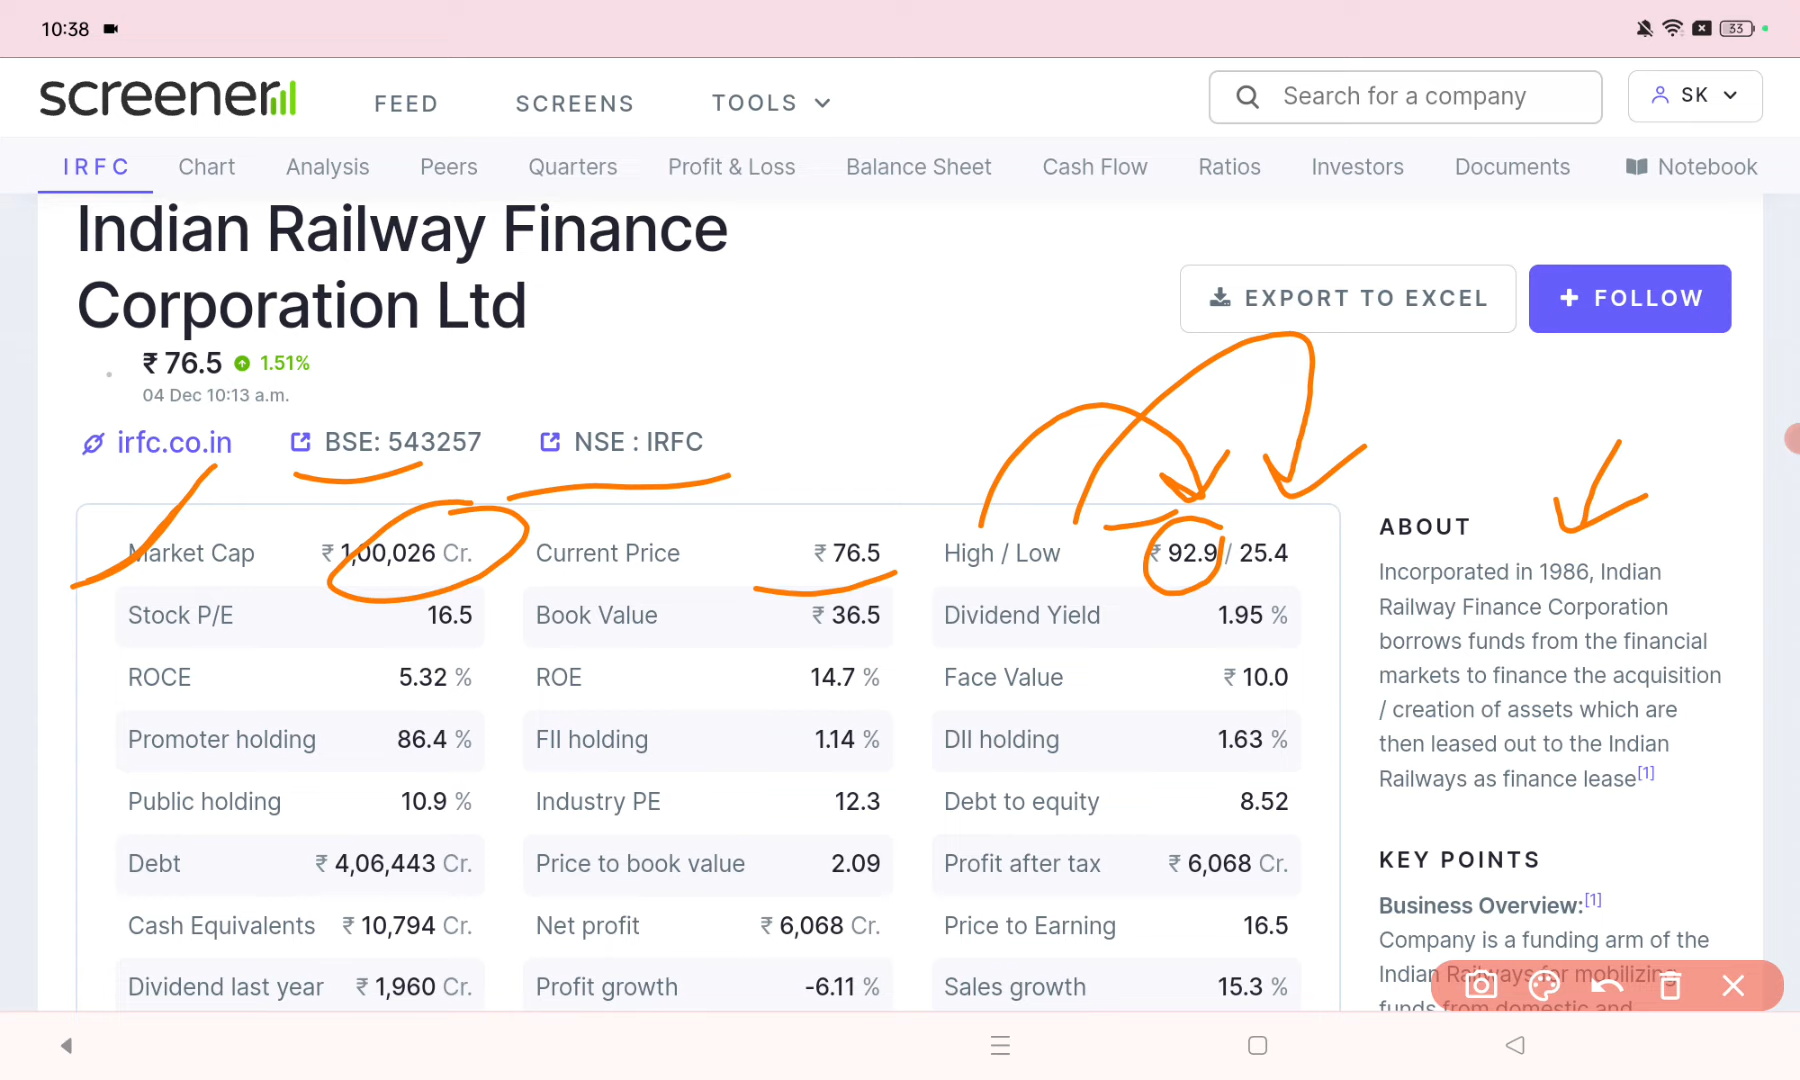 10:38
33
screener
FEED
SCREENS
TOOLS
Search for a company
SK
IRFC
Chart
Analysis
Peers
Quarters
Profit & Loss
Balance Sheet
Cash Flow
Ratios
Investors
Documents
Notebook
Indian Railway Finance
Corporation Ltd
EXPORT TO EXCEL
+ FOLLOW
₹ 76.5 1.51%
04 Dec 10:13 a.m.
irfc.co.in
BSE: 543257
NSE : IRFC
Market Cap ₹ 1,00,026 Cr.
Current Price ₹ 76.5
High / Low ₹ 92.9 / 25.4
Stock P/E 16.5
Book Value ₹ 36.5
Dividend Yield 1.95 %
ROCE 5.32 %
ROE 14.7 %
Face Value ₹ 10.0
Promoter holding 86.4 %
FII holding 1.14 %
DII holding 1.63 %
Public holding 10.9 %
Industry PE 12.3
Debt to equity 8.52
Debt ₹ 4,06,443 Cr.
Price to book value 2.09
Profit after tax ₹ 6,068 Cr.
Cash Equivalents ₹ 10,794 Cr.
Net profit ₹ 6,068 Cr.
Price to Earning 16.5
Dividend last year ₹ 1,960 Cr.
Profit growth -6.11 %
Sales growth 15.3 %
ABOUT
Incorporated in 1986, Indian
Railway Finance Corporation
borrows funds from the financial
markets to finance the acquisition
/ creation of assets which are
then leased out to the Indian
Railways as finance lease[1]
KEY POINTS
Business Overview:[1]
Company is a funding arm of the
Indian Railways for mobilizing
funds from domestic and